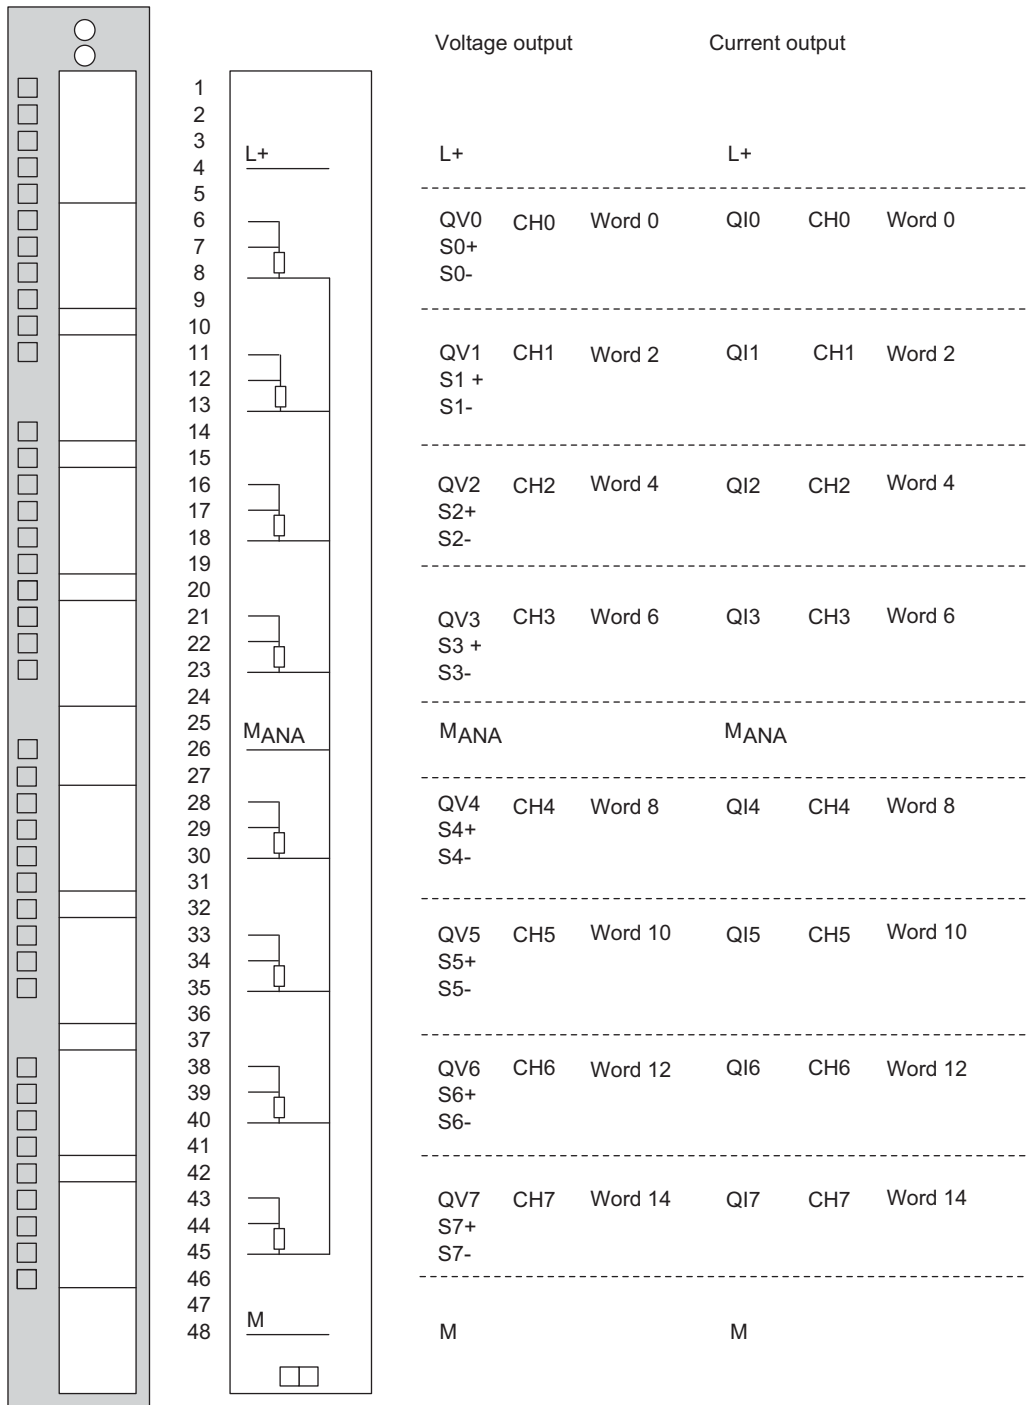 Voltage output Current output
1
2
3
L+ L+ L+
4
5
6 QV0 CH0 Word 0 QI0 CH0 Word 0
7 S0+
8 S0-
9
10
11 QV1 CH1 Word 2 QI1 CH1 Word 2
12 S1 +
13 S1-
14
15
16 QV2 CH2 Word 4 QI2 CH2 Word 4
17 S2+
18 S2-
19
20
21 QV3 CH3 Word 6 QI3 CH3 Word 6
22 S3 +
23 S3-
24
25
MANA MANA MANA
26
27
28 QV4 CH4 Word 8 QI4 CH4 Word 8
29 S4+
30 S4-
31
32
33 QV5 CH5 Word 10 QI5 CH5 Word 10
34 S5+
35 S5-
36
37
38 QV6 CH6 Word 12 QI6 CH6 Word 12
39 S6+
40 S6-
41
42
43 QV7 CH7 Word 14 QI7 CH7 Word 14
44 S7+
45 S7-
46
47
48 M M M